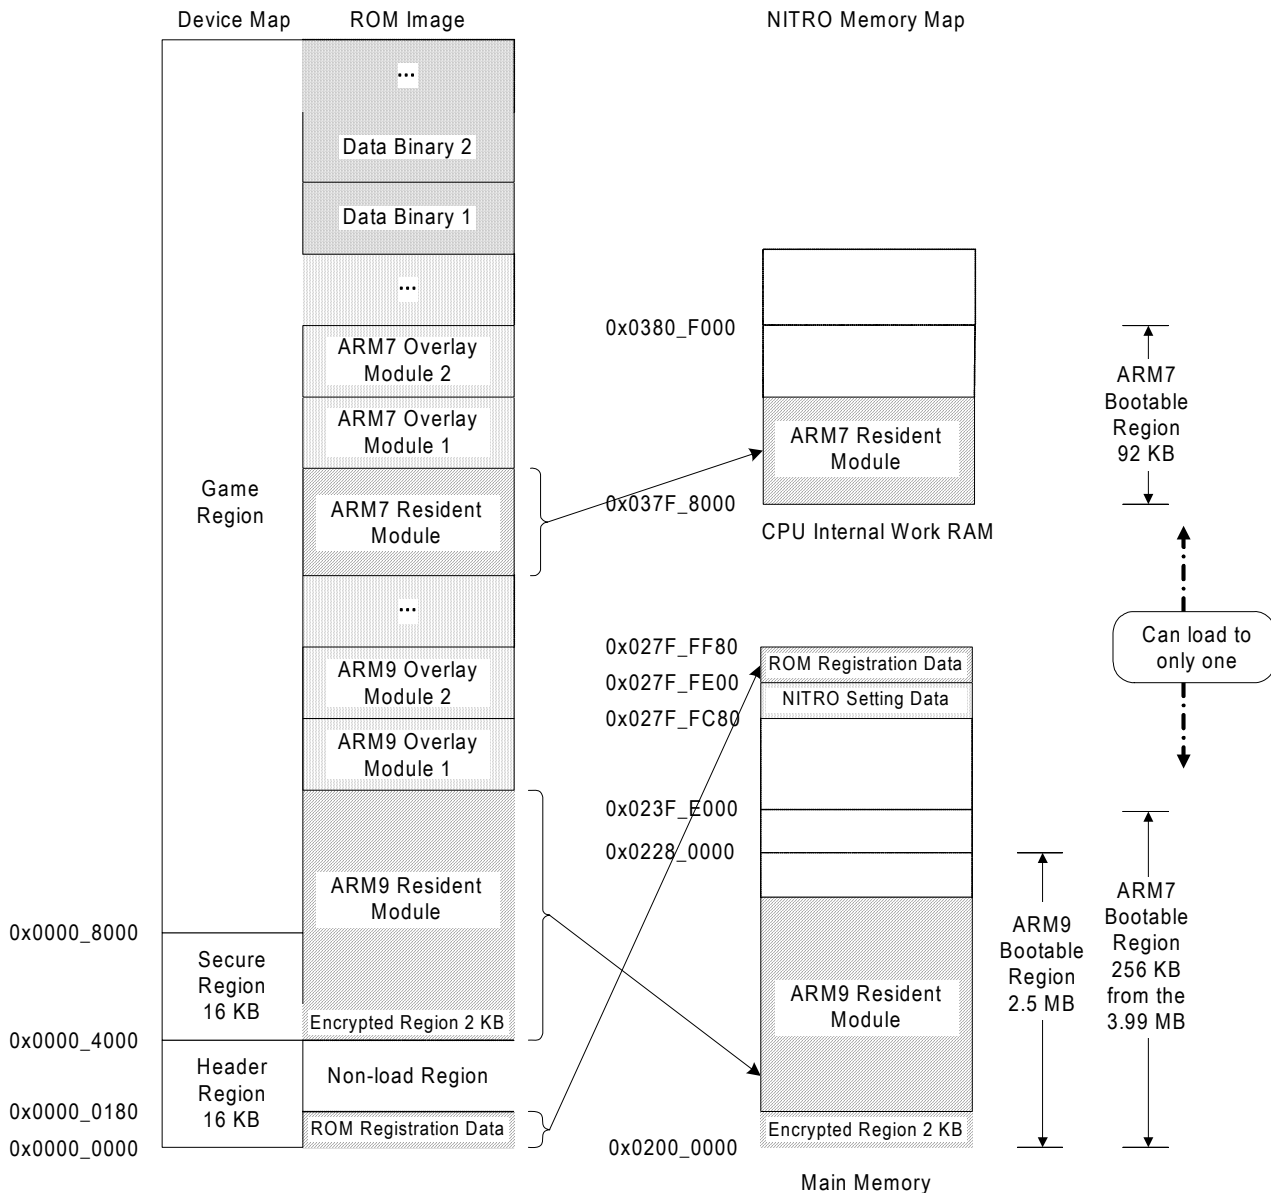 Device Map
ROM Image
NITRO Memory Map
...
Data Binary 2
Data Binary 1
...
ARM7 Overlay
Module 2
ARM7 Overlay
Module 1
ARM7 Resident
Module
...
ARM9 Overlay
Module 2
ARM9 Overlay
Module 1
ARM9 Resident
Module
Encrypted Region 2 KB
Non-load Region
ROM Registration Data
Game
Region
Secure
Region
16 KB
Header
Region
16 KB
0x0000_8000
0x0000_4000
0x0000_0180
0x0000_0000
0x0380_F000
ARM7 Resident
Module
0x037F_8000
CPU Internal Work RAM
ARM7
Bootable
Region
92 KB
Can load to
only one
0x027F_FF80
ROM Registration Data
0x027F_FE00
NITRO Setting Data
0x027F_FC80
0x023F_E000
0x0228_0000
ARM9 Resident
Module
Encrypted Region 2 KB
0x0200_0000
Main Memory
ARM9
Bootable
Region
2.5 MB
ARM7
Bootable
Region
256 KB
from the
3.99 MB